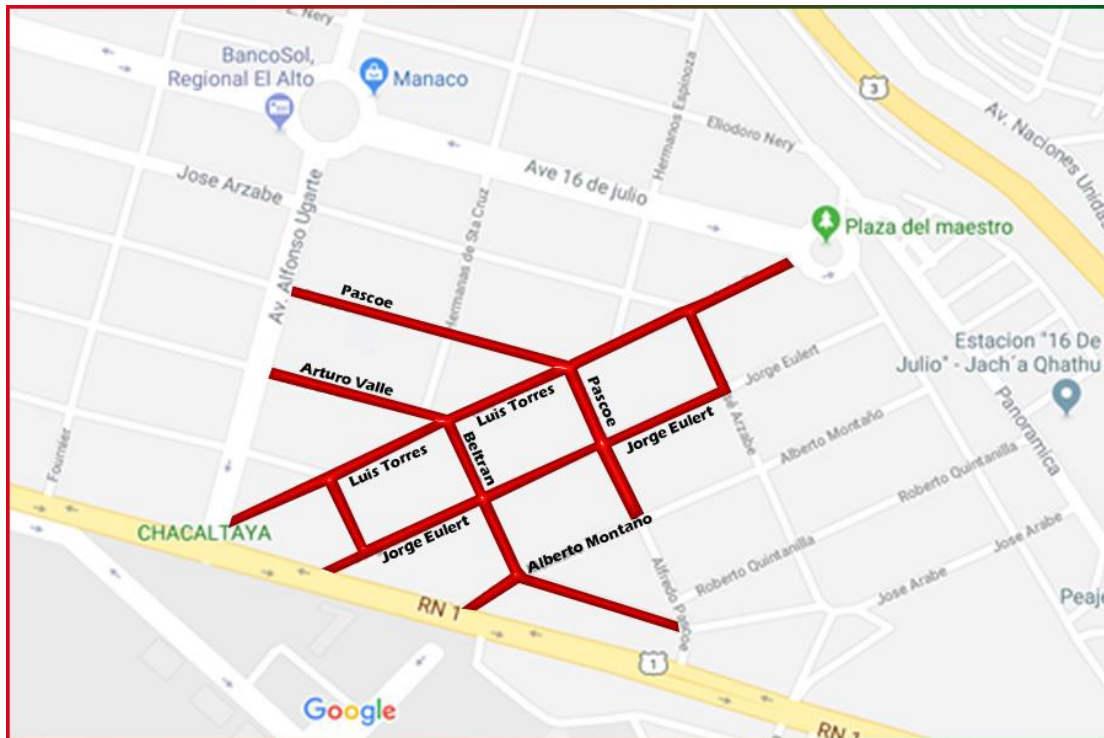 E. Nery
BancoSol,
Regional El Alto
Manaco
3
Av. Naciones Unidas
Hermanos Espinoza
Eliodoro Nery
Jose Arzabe
Ave 16 de julio
Av. Alfonso Ugarte
Hermanas de Sta Cruz
Plaza del maestro
Pascoe
Estacion "16 De
Julio" - Jach´a Qhathu
Arturo Valle
Luis Torres
Pascoe
Jorge Eulert
Jorge Eulert
Panoramica
Beltran
Luis Torres
Alberto Montaño
Fournier
Roberto Quintanilla
CHACALTAYA
Jorge Eulert
Alberto Montano
Jose Arabe
Roberto Quintanilla
Alfredo Pascoe
Jose Arabe
Peaje
RN 1
1
Google
RN 1